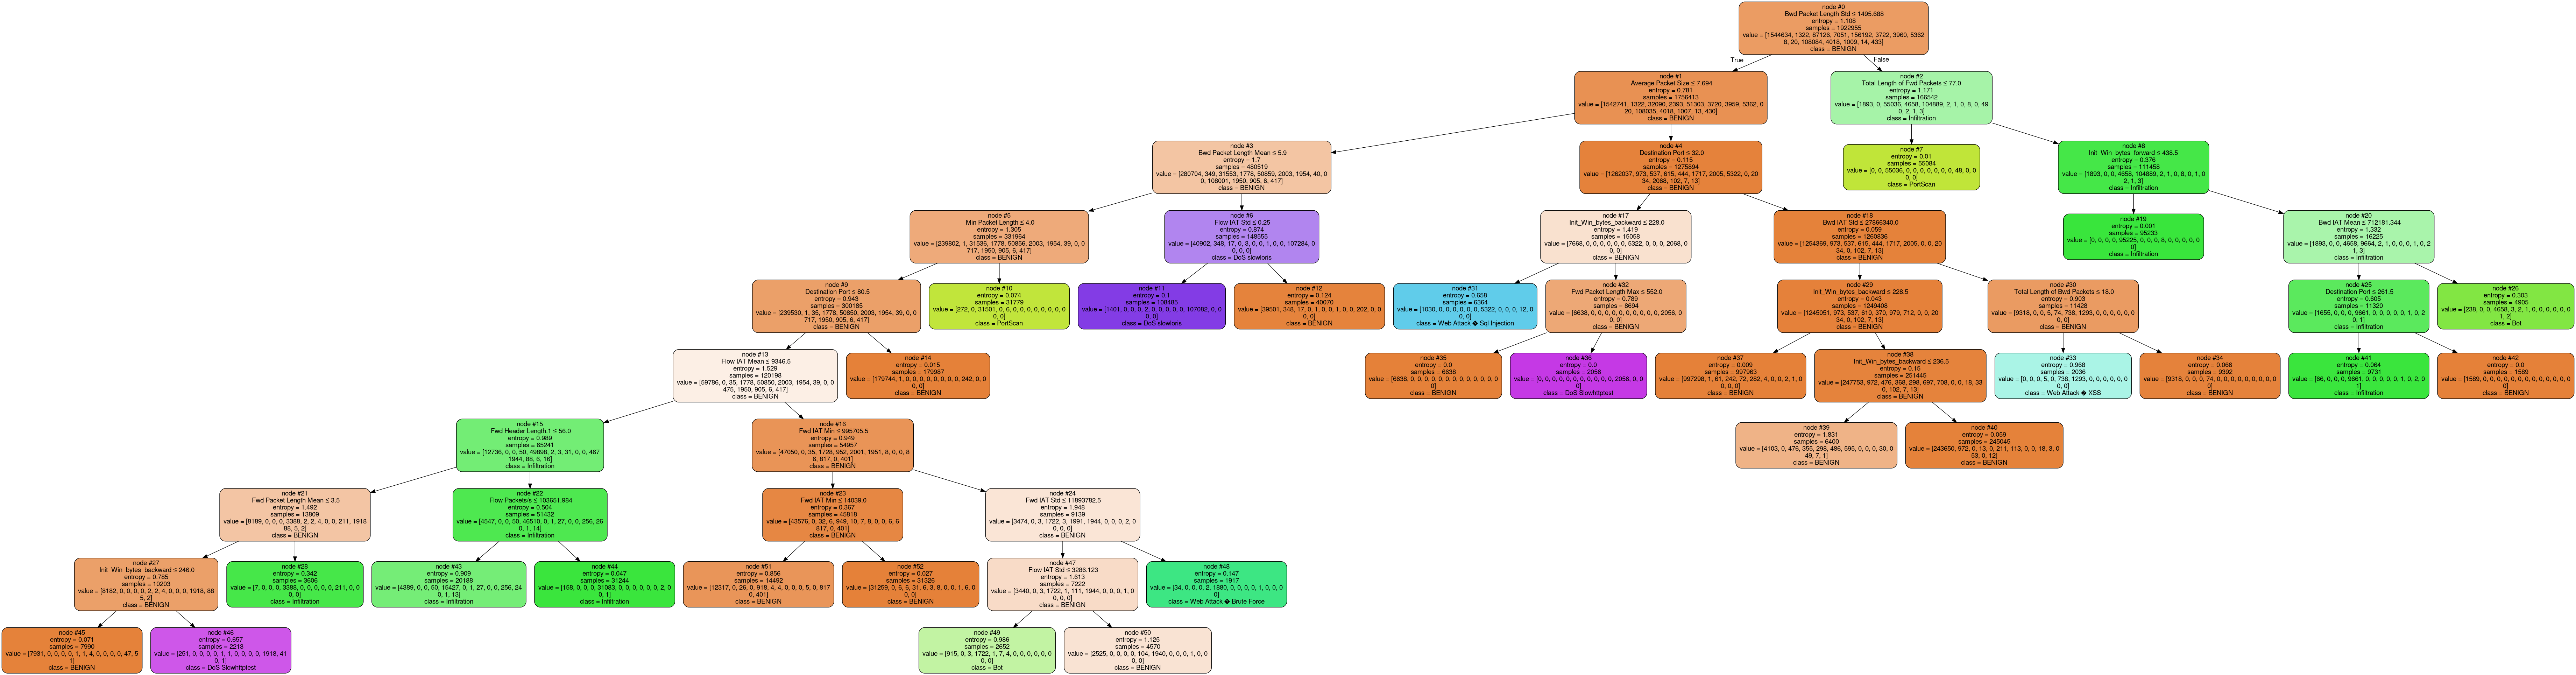 node #0
Bwd Packet Length Std ≤ 1495.688
entropy = 1.108
samples = 1922955
value = [1544634, 1322, 87126, 7051, 156192, 3722, 3960, 5362
8, 20, 108084, 4018, 1009, 14, 433]
class = BENIGN
True
False
node #1
Average Packet Size ≤ 7.694
entropy = 0.781
samples = 1756413
value = [1542741, 1322, 32090, 2393, 51303, 3720, 3959, 5362, 0
20, 108035, 4018, 1007, 13, 430]
class = BENIGN
node #2
Total Length of Fwd Packets ≤ 77.0
entropy = 1.171
samples = 166542
value = [1893, 0, 55036, 4658, 104889, 2, 1, 0, 8, 0, 49
0, 2, 1, 3]
class = Infiltration
node #3
Bwd Packet Length Mean ≤ 5.9
entropy = 1.7
samples = 480519
value = [280704, 349, 31553, 1778, 50859, 2003, 1954, 40, 0
0, 108001, 1950, 905, 6, 417]
class = BENIGN
node #4
Destination Port ≤ 32.0
entropy = 0.115
samples = 1275894
value = [1262037, 973, 537, 615, 444, 1717, 2005, 5322, 0, 20
34, 2068, 102, 7, 13]
class = BENIGN
node #7
entropy = 0.01
samples = 55084
value = [0, 0, 55036, 0, 0, 0, 0, 0, 0, 0, 48, 0, 0
0, 0]
class = PortScan
node #8
Init_Win_bytes_forward ≤ 438.5
entropy = 0.376
samples = 111458
value = [1893, 0, 0, 4658, 104889, 2, 1, 0, 8, 0, 1, 0
2, 1, 3]
class = Infiltration
node #5
Min Packet Length ≤ 4.0
entropy = 1.305
samples = 331964
value = [239802, 1, 31536, 1778, 50856, 2003, 1954, 39, 0, 0
717, 1950, 905, 6, 417]
class = BENIGN
node #6
Flow IAT Std ≤ 0.25
entropy = 0.874
samples = 148555
value = [40902, 348, 17, 0, 3, 0, 0, 1, 0, 0, 107284, 0
0, 0, 0]
class = DoS slowloris
node #17
Init_Win_bytes_backward ≤ 228.0
entropy = 1.419
samples = 15058
value = [7668, 0, 0, 0, 0, 0, 0, 5322, 0, 0, 0, 2068, 0
0, 0]
class = BENIGN
node #18
Bwd IAT Std ≤ 27866340.0
entropy = 0.059
samples = 1260836
value = [1254369, 973, 537, 615, 444, 1717, 2005, 0, 0, 20
34, 0, 102, 7, 13]
class = BENIGN
node #19
entropy = 0.001
samples = 95233
value = [0, 0, 0, 0, 95225, 0, 0, 0, 8, 0, 0, 0, 0, 0
0]
class = Infiltration
node #20
Bwd IAT Mean ≤ 712181.344
entropy = 1.332
samples = 16225
value = [1893, 0, 0, 4658, 9664, 2, 1, 0, 0, 0, 1, 0, 2
1, 3]
class = Infiltration
node #9
Destination Port ≤ 80.5
entropy = 0.943
samples = 300185
value = [239530, 1, 35, 1778, 50850, 2003, 1954, 39, 0, 0
717, 1950, 905, 6, 417]
class = BENIGN
node #10
entropy = 0.074
samples = 31779
value = [272, 0, 31501, 0, 6, 0, 0, 0, 0, 0, 0, 0, 0
0, 0]
class = PortScan
node #11
entropy = 0.1
samples = 108485
value = [1401, 0, 0, 0, 2, 0, 0, 0, 0, 0, 107082, 0, 0
0, 0]
class = DoS slowloris
node #12
entropy = 0.124
samples = 40070
value = [39501, 348, 17, 0, 1, 0, 0, 1, 0, 0, 202, 0, 0
0, 0]
class = BENIGN
node #31
entropy = 0.658
samples = 6364
value = [1030, 0, 0, 0, 0, 0, 0, 5322, 0, 0, 0, 12, 0
0, 0]
class = Web Attack � Sql Injection
node #32
Fwd Packet Length Max ≤ 552.0
entropy = 0.789
samples = 8694
value = [6638, 0, 0, 0, 0, 0, 0, 0, 0, 0, 0, 2056, 0
0, 0]
class = BENIGN
node #29
Init_Win_bytes_backward ≤ 228.5
entropy = 0.043
samples = 1249408
value = [1245051, 973, 537, 610, 370, 979, 712, 0, 0, 20
34, 0, 102, 7, 13]
class = BENIGN
node #30
Total Length of Bwd Packets ≤ 18.0
entropy = 0.903
samples = 11428
value = [9318, 0, 0, 5, 74, 738, 1293, 0, 0, 0, 0, 0, 0
0, 0]
class = BENIGN
node #25
Destination Port ≤ 261.5
entropy = 0.605
samples = 11320
value = [1655, 0, 0, 0, 9661, 0, 0, 0, 0, 0, 1, 0, 2
0, 1]
class = Infiltration
node #26
entropy = 0.303
samples = 4905
value = [238, 0, 0, 4658, 3, 2, 1, 0, 0, 0, 0, 0, 0
1, 2]
class = Bot
node #13
Flow IAT Mean ≤ 9346.5
entropy = 1.529
samples = 120198
value = [59786, 0, 35, 1778, 50850, 2003, 1954, 39, 0, 0
475, 1950, 905, 6, 417]
class = BENIGN
node #14
entropy = 0.015
samples = 179987
value = [179744, 1, 0, 0, 0, 0, 0, 0, 0, 0, 242, 0, 0
0, 0]
class = BENIGN
node #35
entropy = 0.0
samples = 6638
value = [6638, 0, 0, 0, 0, 0, 0, 0, 0, 0, 0, 0, 0, 0
0]
class = BENIGN
node #36
entropy = 0.0
samples = 2056
value = [0, 0, 0, 0, 0, 0, 0, 0, 0, 0, 0, 2056, 0, 0
0]
class = DoS Slowhttptest
node #37
entropy = 0.009
samples = 997963
value = [997298, 1, 61, 242, 72, 282, 4, 0, 0, 2, 1, 0
0, 0, 0]
class = BENIGN
node #38
Init_Win_bytes_backward ≤ 236.5
entropy = 0.15
samples = 251445
value = [247753, 972, 476, 368, 298, 697, 708, 0, 0, 18, 33
0, 102, 7, 13]
class = BENIGN
node #33
entropy = 0.968
samples = 2036
value = [0, 0, 0, 5, 0, 738, 1293, 0, 0, 0, 0, 0, 0
0, 0]
class = Web Attack � XSS
node #34
entropy = 0.066
samples = 9392
value = [9318, 0, 0, 0, 74, 0, 0, 0, 0, 0, 0, 0, 0, 0
0]
class = BENIGN
node #41
entropy = 0.064
samples = 9731
value = [66, 0, 0, 0, 9661, 0, 0, 0, 0, 0, 1, 0, 2, 0
1]
class = Infiltration
node #42
entropy = 0.0
samples = 1589
value = [1589, 0, 0, 0, 0, 0, 0, 0, 0, 0, 0, 0, 0, 0
0]
class = BENIGN
node #15
Fwd Header Length.1 ≤ 56.0
entropy = 0.989
samples = 65241
value = [12736, 0, 0, 50, 49898, 2, 3, 31, 0, 0, 467
1944, 88, 6, 16]
class = Infiltration
node #16
Fwd IAT Min ≤ 995705.5
entropy = 0.949
samples = 54957
value = [47050, 0, 35, 1728, 952, 2001, 1951, 8, 0, 0, 8
6, 817, 0, 401]
class = BENIGN
node #39
entropy = 1.831
samples = 6400
value = [4103, 0, 476, 355, 298, 486, 595, 0, 0, 0, 30, 0
49, 7, 1]
class = BENIGN
node #40
entropy = 0.059
samples = 245045
value = [243650, 972, 0, 13, 0, 211, 113, 0, 0, 18, 3, 0
53, 0, 12]
class = BENIGN
node #21
Fwd Packet Length Mean ≤ 3.5
entropy = 1.492
samples = 13809
value = [8189, 0, 0, 0, 3388, 2, 2, 4, 0, 0, 211, 1918
88, 5, 2]
class = BENIGN
node #22
Flow Packets/s ≤ 103651.984
entropy = 0.504
samples = 51432
value = [4547, 0, 0, 50, 46510, 0, 1, 27, 0, 0, 256, 26
0, 1, 14]
class = Infiltration
node #23
Fwd IAT Min ≤ 14039.0
entropy = 0.367
samples = 45818
value = [43576, 0, 32, 6, 949, 10, 7, 8, 0, 0, 6, 6
817, 0, 401]
class = BENIGN
node #24
Fwd IAT Std ≤ 11893782.5
entropy = 1.948
samples = 9139
value = [3474, 0, 3, 1722, 3, 1991, 1944, 0, 0, 0, 2, 0
0, 0, 0]
class = BENIGN
node #27
Init_Win_bytes_backward ≤ 246.0
entropy = 0.785
samples = 10203
value = [8182, 0, 0, 0, 0, 2, 2, 4, 0, 0, 0, 1918, 88
5, 2]
class = BENIGN
node #28
entropy = 0.342
samples = 3606
value = [7, 0, 0, 0, 3388, 0, 0, 0, 0, 0, 211, 0, 0
0, 0]
class = Infiltration
node #43
entropy = 0.909
samples = 20188
value = [4389, 0, 0, 50, 15427, 0, 1, 27, 0, 0, 256, 24
0, 1, 13]
class = Infiltration
node #44
entropy = 0.047
samples = 31244
value = [158, 0, 0, 0, 31083, 0, 0, 0, 0, 0, 0, 2, 0
0, 1]
class = Infiltration
node #51
entropy = 0.856
samples = 14492
value = [12317, 0, 26, 0, 918, 4, 4, 0, 0, 0, 5, 0, 817
0, 401]
class = BENIGN
node #52
entropy = 0.027
samples = 31326
value = [31259, 0, 6, 6, 31, 6, 3, 8, 0, 0, 1, 6, 0
0, 0]
class = BENIGN
node #47
Flow IAT Std ≤ 3286.123
entropy = 1.613
samples = 7222
value = [3440, 0, 3, 1722, 1, 111, 1944, 0, 0, 0, 1, 0
0, 0, 0]
class = BENIGN
node #48
entropy = 0.147
samples = 1917
value = [34, 0, 0, 0, 2, 1880, 0, 0, 0, 0, 1, 0, 0, 0
0]
class = Web Attack � Brute Force
node #45
entropy = 0.071
samples = 7990
value = [7931, 0, 0, 0, 0, 1, 1, 4, 0, 0, 0, 0, 47, 5
1]
class = BENIGN
node #46
entropy = 0.657
samples = 2213
value = [251, 0, 0, 0, 0, 1, 1, 0, 0, 0, 0, 1918, 41
0, 1]
class = DoS Slowhttptest
node #49
entropy = 0.986
samples = 2652
value = [915, 0, 3, 1722, 1, 7, 4, 0, 0, 0, 0, 0, 0
0, 0]
class = Bot
node #50
entropy = 1.125
samples = 4570
value = [2525, 0, 0, 0, 0, 104, 1940, 0, 0, 0, 1, 0, 0
0, 0]
class = BENIGN